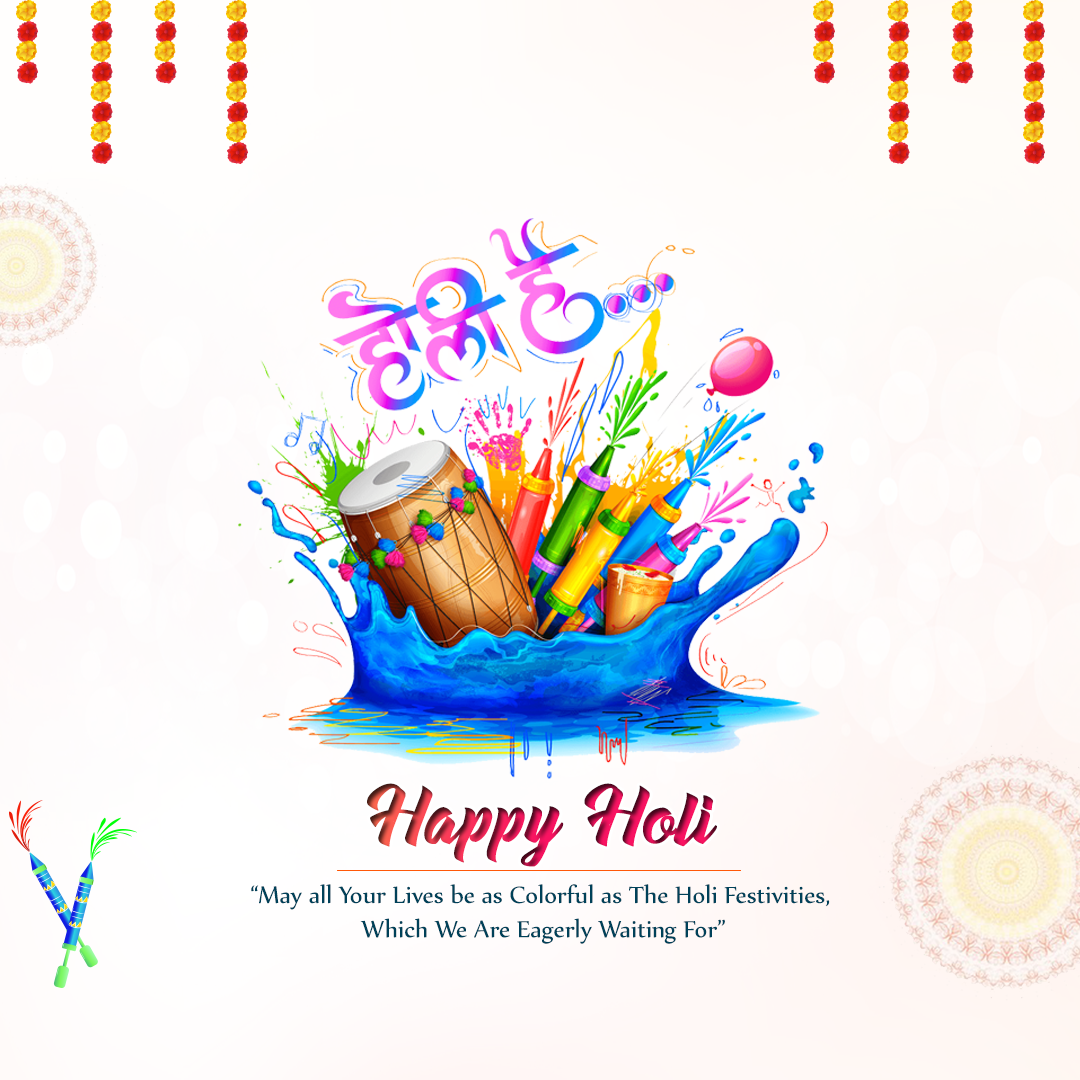 होली है...
Happy Holi
“May all Your Lives be as Colorful as The Holi Festivities,
Which We Are Eagerly Waiting For”